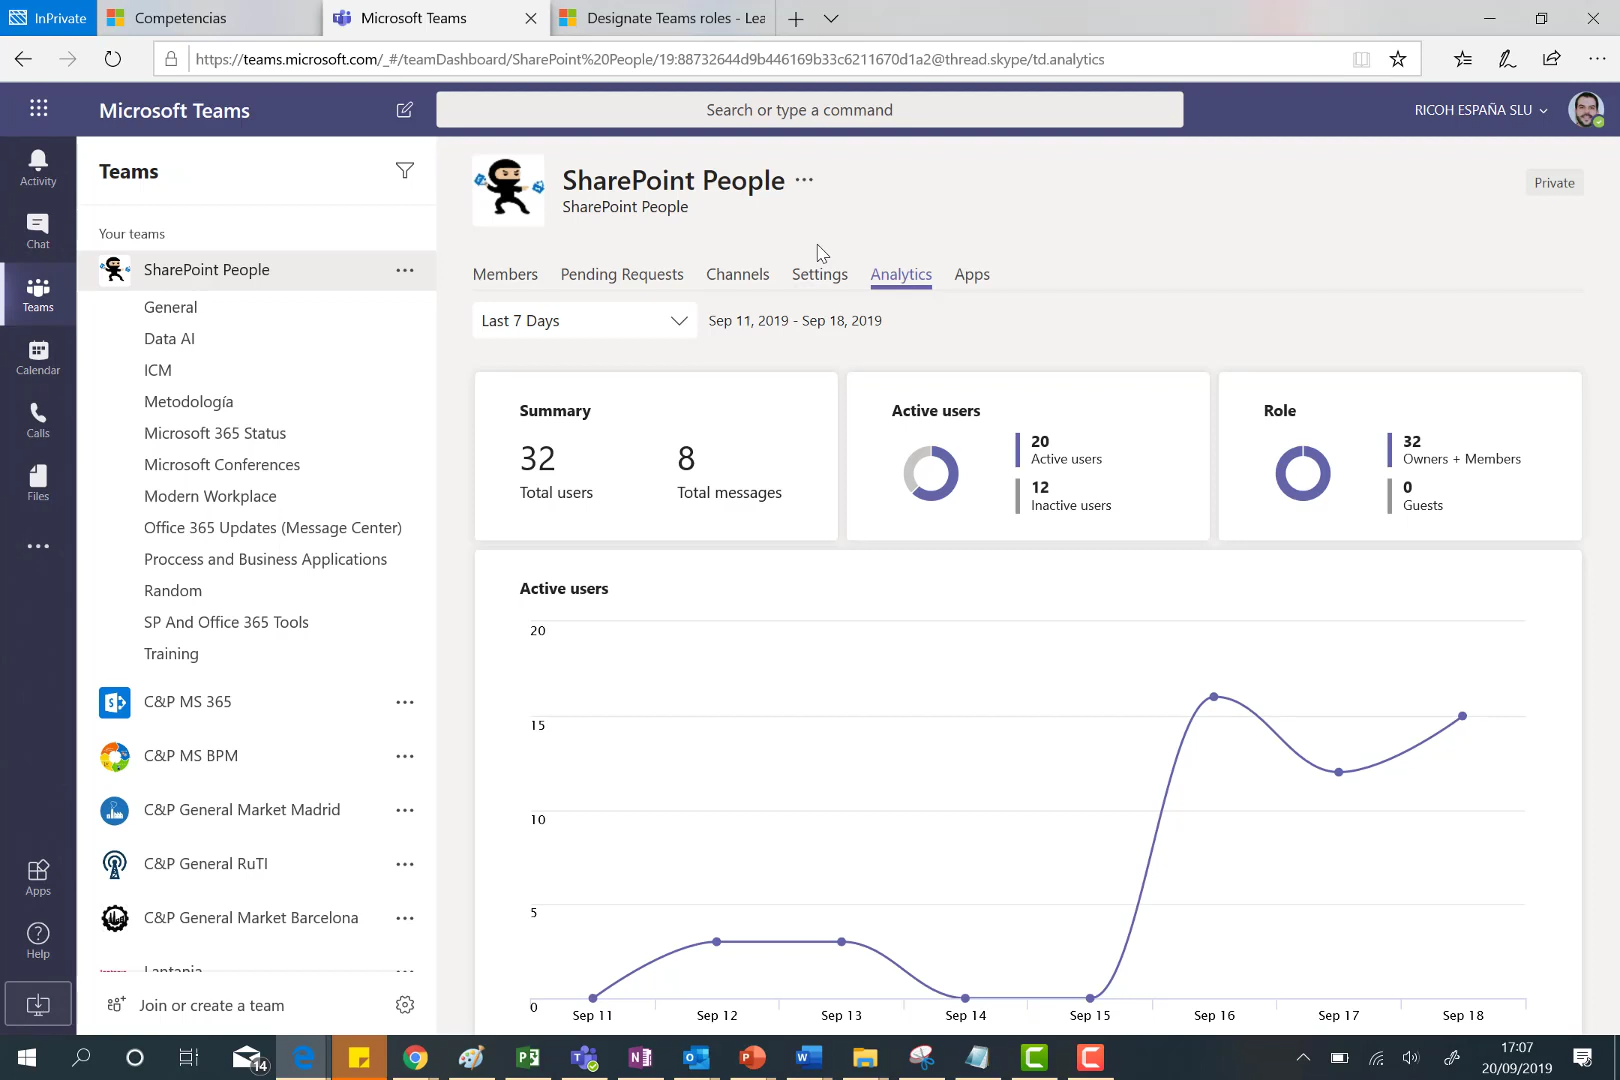 InPrivate
Competencias
Microsoft Teams
Designate Teams roles - Lea
https://teams.microsoft.com/_#/teamDashboard/SharePoint%20People/19:88732644d9b446169b33c6211670d1a2@thread.skype/td.analytics
Microsoft Teams
Search or type a command
RICOH ESPAÑA SLU
Activity
Chat
Teams
Calendar
Calls
Files
Apps
Help
Teams
Your teams
SharePoint People
General
Data AI
ICM
Metodología
Microsoft 365 Status
Microsoft Conferences
Modern Workplace
Office 365 Updates (Message Center)
Proccess and Business Applications
Random
SP And Office 365 Tools
Training
C&P MS 365
C&P MS BPM
C&P General Market Madrid
C&P General RuTI
C&P General Market Barcelona
Lantania
Join or create a team
SharePoint People
SharePoint People
Private
Members Pending Requests Channels Settings Analytics Apps
Last 7 Days Sep 11, 2019 - Sep 18, 2019
Summary
32
Total users
8
Total messages
Active users
20
Active users
12
Inactive users
Role
32
Owners + Members
0
Guests
Active users
20
15
10
5
0
Sep 11 Sep 12 Sep 13 Sep 14 Sep 15 Sep 16 Sep 17 Sep 18
14
17:07
20/09/2019